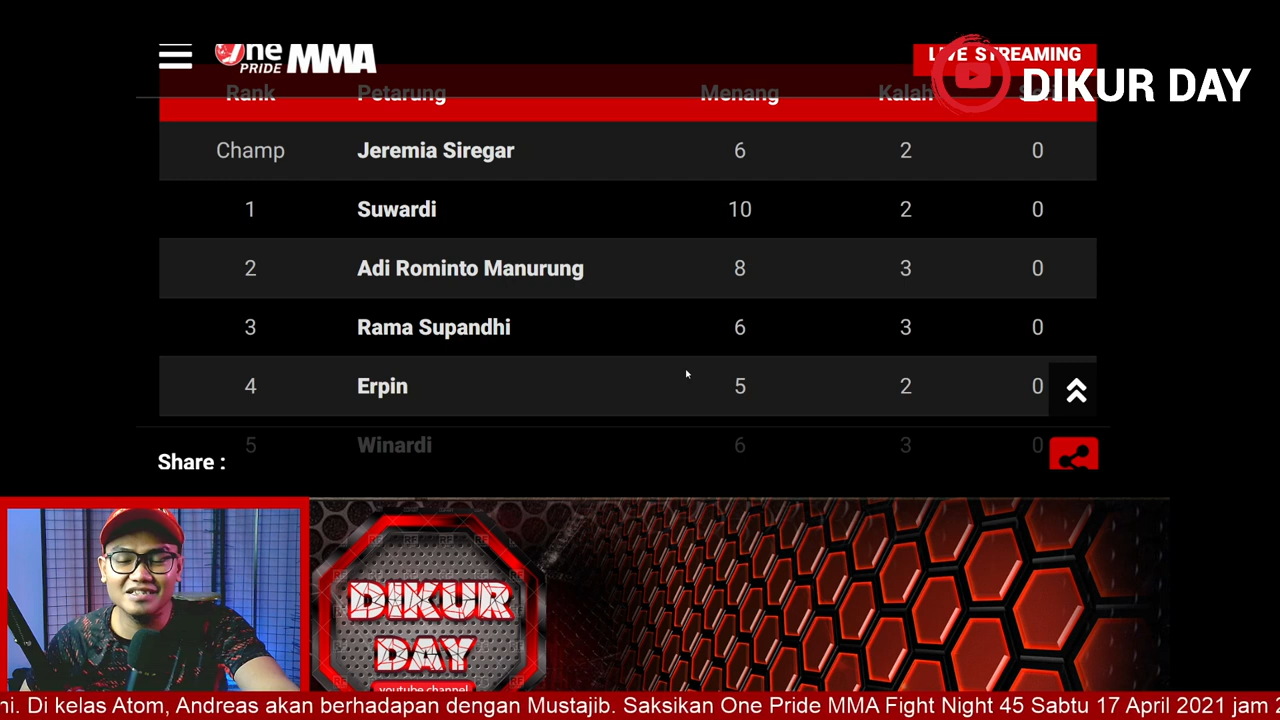 One
PRIDE MMA
LIVE STREAMING
DIKUR DAY
Rank Petarung Menang Kalah
Champ Jeremia Siregar 6 2 0
1 Suwardi 10 2 0
2 Adi Rominto Manurung 8 3 0
3 Rama Supandhi 6 3 0
4 Erpin 5 2 0
5 Winardi 6 3 0
Share :
DIKUR
DAY
youtube channel
ni. Di kelas Atom, Andreas akan berhadapan dengan Mustajib. Saksikan One Pride MMA Fight Night 45 Sabtu 17 April 2021 jam